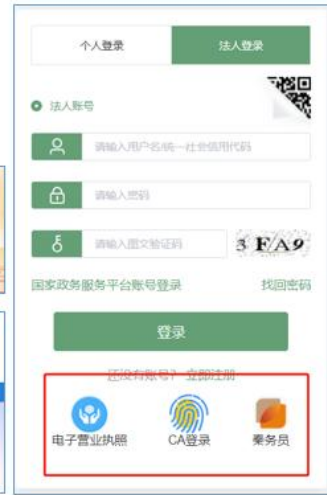 个人登录 法人登录
法人账号
请输入用户名/统一社会信用代码
请输入密码
请输入图文验证码 3 F A 9
国家政务服务平台账号登录 找回密码
登录
还没有账号? 立即注册
电子营业执照 CA登录 秦务员